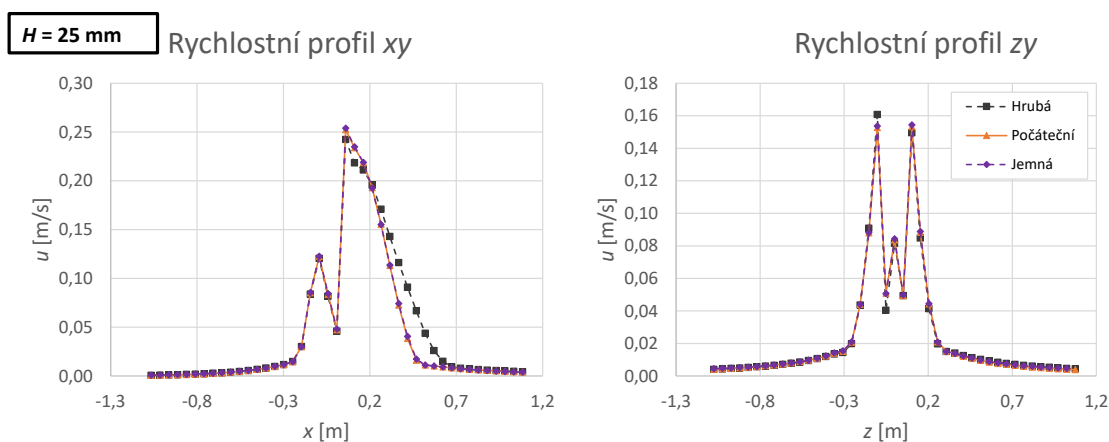 H = 25 mm
Rychlostní profil xy
0,30
0,25
0,20
0,15
0,10
0,05
0,00
u [m/s]
-1,3
-0,8
-0,3
0,2
0,7
1,2
x [m]
Rychlostní profil zy
0,18
0,16
0,14
0,12
0,10
0,08
0,06
0,04
0,02
0,00
u [m/s]
-1,3
-0,8
-0,3
0,2
0,7
1,2
z [m]
Hrubá
Počáteční
Jemná